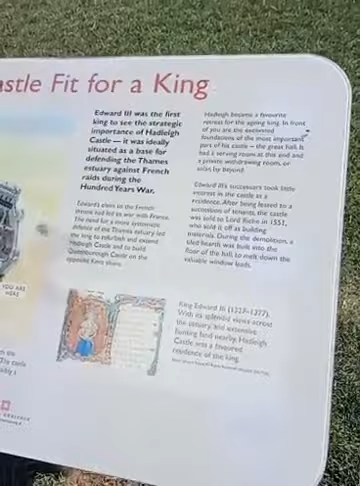 astle Fit for a King
Edward III was the first
king to see the strategic
importance of Hadleigh
Castle – it was ideally
situated as a base for
defending the Thames
estuary against French
raids during the
Hundred Years War.
Edward's claim to the French
throne had led to war with France.
The need for a more systematic
defence of the Thames estuary led
the king to refurbish and extend
Hadleigh Castle and to build
Queenborough Castle on the
opposite Kent shore.
Hadleigh became a favourite
retreat for the ageing king. In front
of you are the excavated
foundations of the most important
part of his castle – the great hall. It
had a serving room at this end and
a private withdrawing room, or
solar, beyond.
Edward III's successors took little
interest in the castle as a
residence. After being leased to a
succession of tenants, the castle
was sold to Lord Riche in 1551,
who sold it off as building
materials. During the demolition, a
tiled hearth was built into the
floor of the hall, to melt down the
valuable window leads.
YOU ARE
HERE
King Edward III (1327–1377).
With its splendid views across
the estuary and extensive
hunting land nearby, Hadleigh
Castle was a favoured
residence of the king.